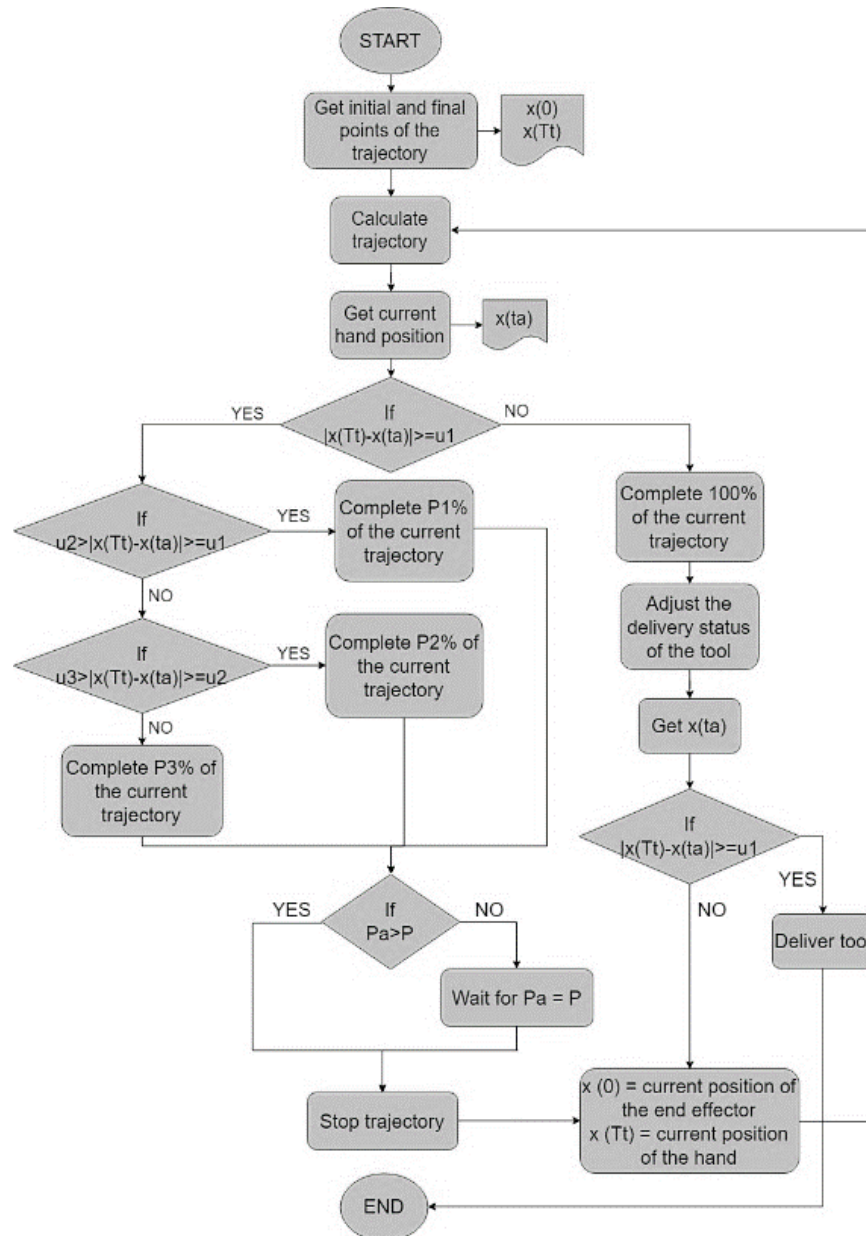 START
Get initial and final
points of the
trajectory
x(0)
x(Tt)
Calculate
trajectory
Get current
hand position
x(ta)
If
|x(Tt)-x(ta)|>=u1
YES
NO
If
u2>|x(Tt)-x(ta)|>=u1
YES
Complete P1%
of the current
trajectory
NO
If
u3>|x(Tt)-x(ta)|>=u2
YES
Complete P2% of
the current
trajectory
NO
Complete P3% of
the current
trajectory
Complete 100%
of the current
trajectory
Adjust the
delivery status
of the tool
Get x(ta)
If
|x(Tt)-x(ta)|>=u1
YES
NO
Deliver tool
If
Pa>P
YES
NO
Wait for Pa = P
Stop trajectory
x (0) = current position of
the end effector
x (Tt) = current position
of the hand
END